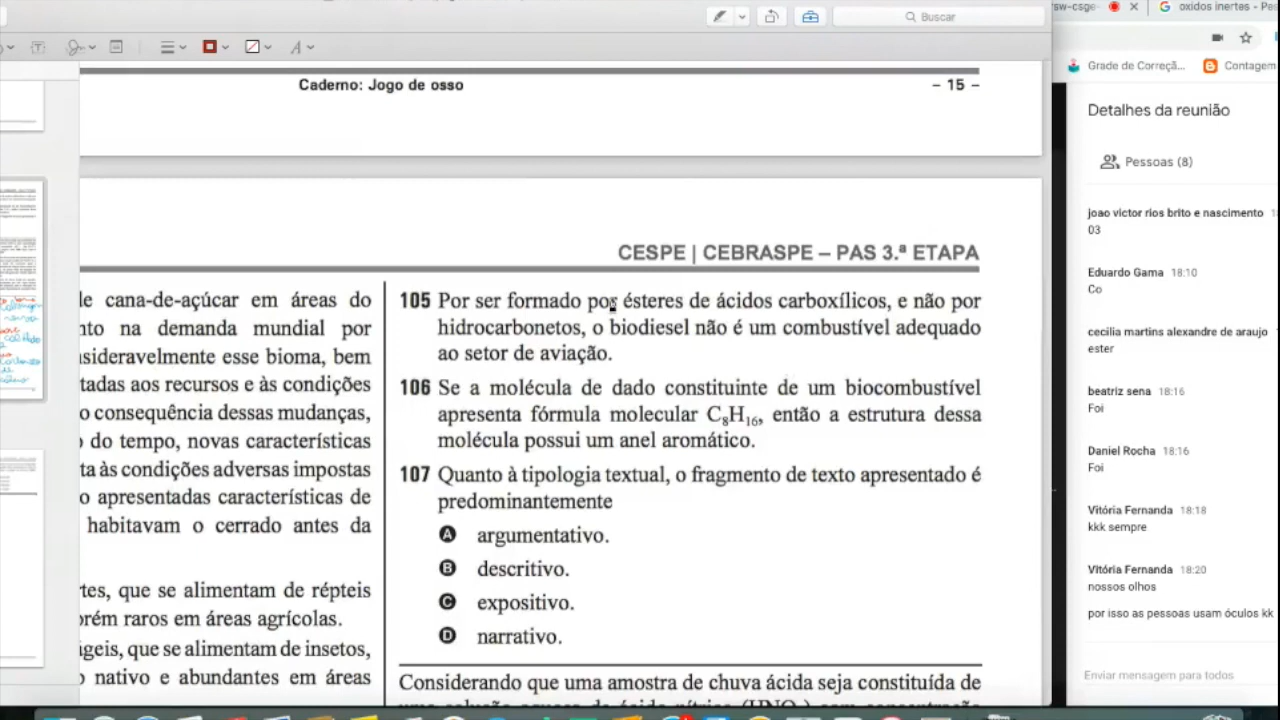 Buscar
sw-csge
oxidos inertes - Pes
Grade de Correçã...
Contagem
Caderno: Jogo de osso
– 15 –
CESPE | CEBRASPE – PAS 3.ª ETAPA
de cana-de-açúcar em áreas do
na demanda mundial por
esse bioma, bem
aos recursos e às condições
consequência dessas mudanças,
do tempo, novas características
às condições adversas impostas
apresentadas características de
habitavam o cerrado antes da
que se alimentam de répteis
raros em áreas agrícolas.
que se alimentam de insetos,
nativo e abundantes em áreas
105 Por ser formado por ésteres de ácidos carboxílicos, e não por
hidrocarbonetos, o biodiesel não é um combustível adequado
ao setor de aviação.
106 Se a molécula de dado constituinte de um biocombustível
apresenta fórmula molecular C₈H₁₆, então a estrutura dessa
molécula possui um anel aromático.
107 Quanto à tipologia textual, o fragmento de texto apresentado é
predominantemente
A argumentativo.
B descritivo.
C expositivo.
D narrativo.
Considerando que uma amostra de chuva ácida seja constituída de
Detalhes da reunião
Pessoas (8)
joao victor rios brito e nascimento
03
Eduardo Gama 18:10
Co
cecilia martins alexandre de araujo
ester
beatriz sena 18:16
Foi
Daniel Rocha 18:16
Foi
Vitória Fernanda 18:18
kkk sempre
Vitória Fernanda 18:20
nossos olhos
por isso as pessoas usam óculos kk
Enviar mensagem para todos